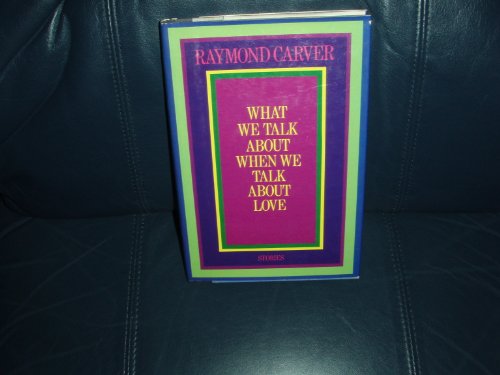 RAYMOND CARVER
WHAT
WE TALK
ABOUT
WHEN WE
TALK
ABOUT
LOVE
STORIES